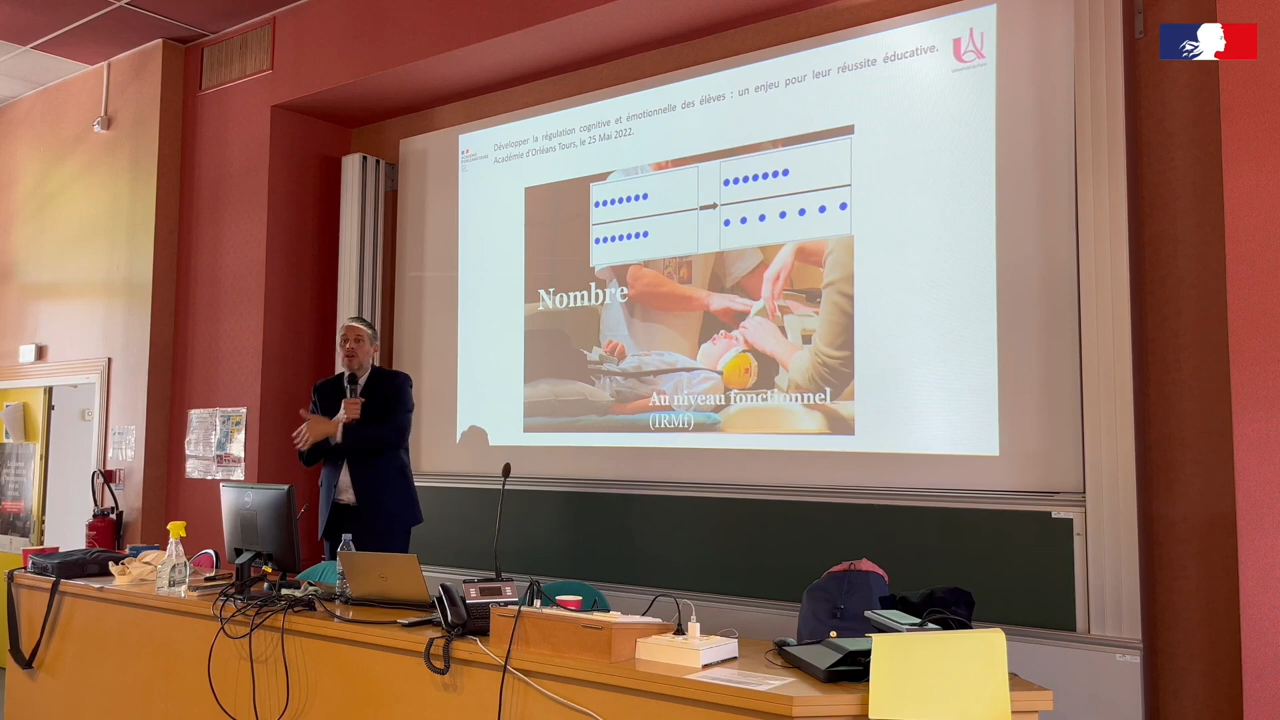 Développer la régulation cognitive et émotionnelle des élèves : un enjeu pour leur réussite éducative.
Académie d'Orléans Tours, le 25 Mai 2022.
Nombre
Au niveau fonctionnel
(IRMf)